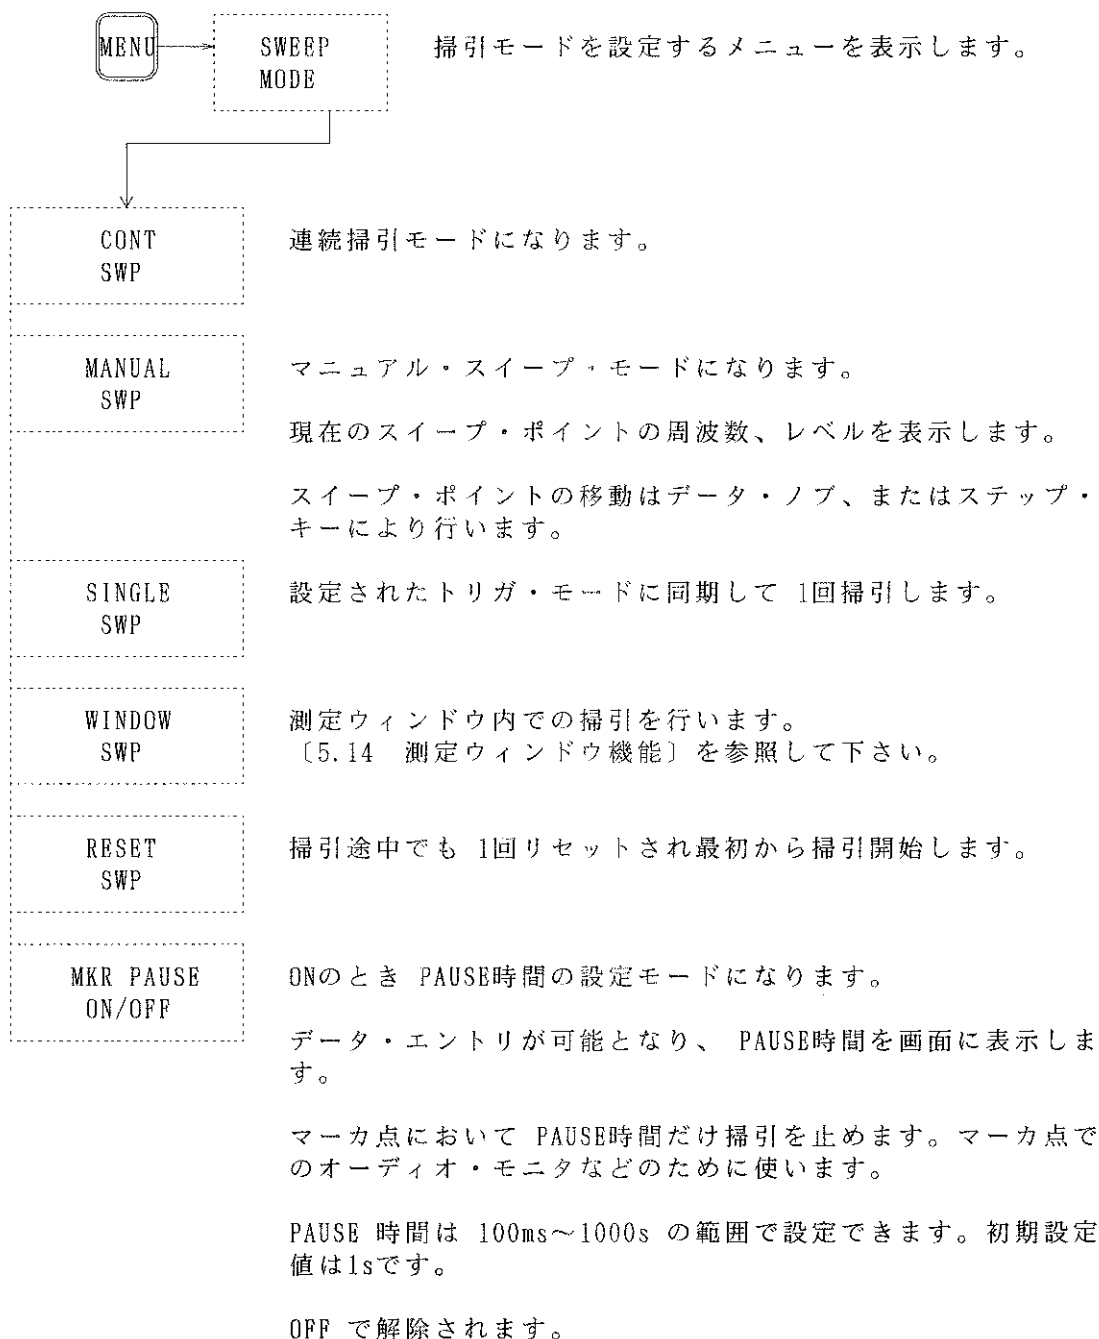 MENU
SWEEP
MODE
掃引モードを設定するメニューを表示します。
CONT
SWP
連続掃引モードになります。
MANUAL
SWP
マニュアル・スイープ・モードになります。
現在のスイープ・ポイントの周波数、レベルを表示します。
スイープ・ポイントの移動はデータ・ノブ、またはステップ・
キーにより行います。
SINGLE
SWP
設定されたトリガ・モードに同期して 1回掃引します。
WINDOW
SWP
測定ウィンドウ内での掃引を行います。
〔5.14 測定ウィンドウ機能〕を参照して下さい。
RESET
SWP
掃引途中でも 1回リセットされ最初から掃引開始します。
MKR PAUSE
ON/OFF
ONのとき PAUSE時間の設定モードになります。
データ・エントリが可能となり、 PAUSE時間を画面に表示しま
す。
マーカ点において PAUSE時間だけ掃引を止めます。マーカ点で
のオーディオ・モニタなどのために使います。
PAUSE 時間は 100ms～1000s の範囲で設定できます。初期設定
値は1sです。
OFF で解除されます。